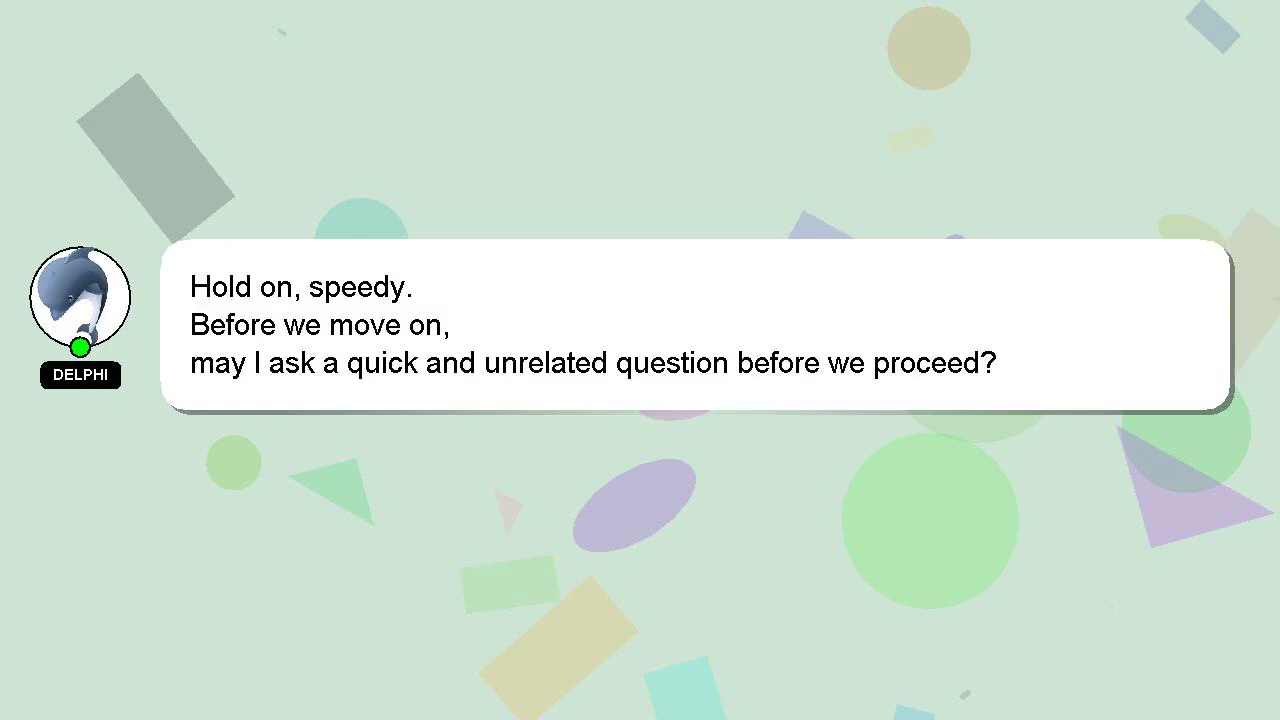 Hold on, speedy.
Before we move on,
may I ask a quick and unrelated question before we proceed?
DELPHI